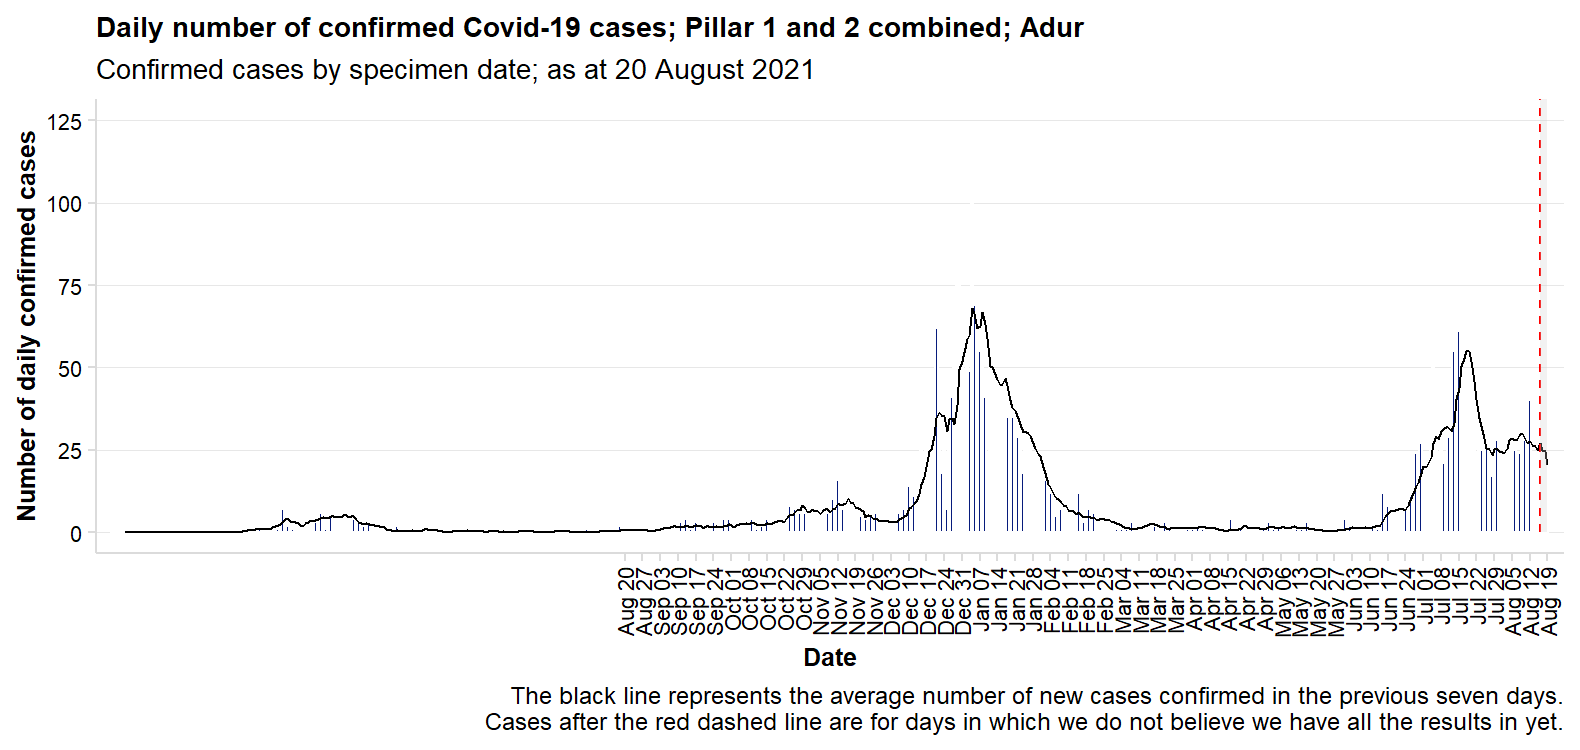 Daily number of confirmed Covid-19 cases; Pillar 1 and 2 combined; Adur
Confirmed cases by specimen date; as at 20 August 2021
Number of daily confirmed cases
125
100
75
50
25
0
Aug 20
Aug 27
Sep 03
Sep 10
Sep 17
Sep 24
Oct 01
Oct 08
Oct 15
Oct 22
Oct 29
Nov 05
Nov 12
Nov 19
Nov 26
Dec 03
Dec 10
Dec 17
Dec 24
Dec 31
Jan 07
Jan 14
Jan 21
Jan 28
Feb 04
Feb 11
Feb 18
Feb 25
Mar 04
Mar 11
Mar 18
Mar 25
Apr 01
Apr 08
Apr 15
Apr 22
Apr 29
May 06
May 13
May 20
May 27
Jun 03
Jun 10
Jun 17
Jun 24
Jul 01
Jul 08
Jul 15
Jul 22
Jul 29
Aug 05
Aug 12
Aug 19
Date
The black line represents the average number of new cases confirmed in the previous seven days.
Cases after the red dashed line are for days in which we do not believe we have all the results in yet.